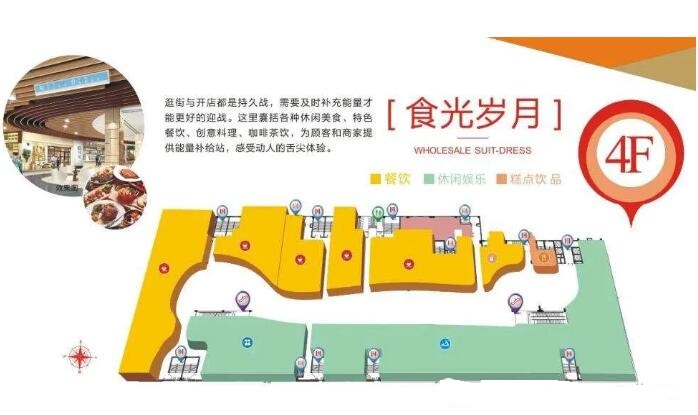 逛街与开店都是持久战，需要及时补充能量才
能更好的迎战。这里囊括各种休闲美食、特色
餐饮、创意料理、咖啡茶饮，为顾客和商家提
供能量补给站，感受动人的舌尖体验。
效果图
[ 食光岁月 ]
WHOLESALE SUIT-DRESS
4F
餐饮 休闲娱乐 糕点饮品